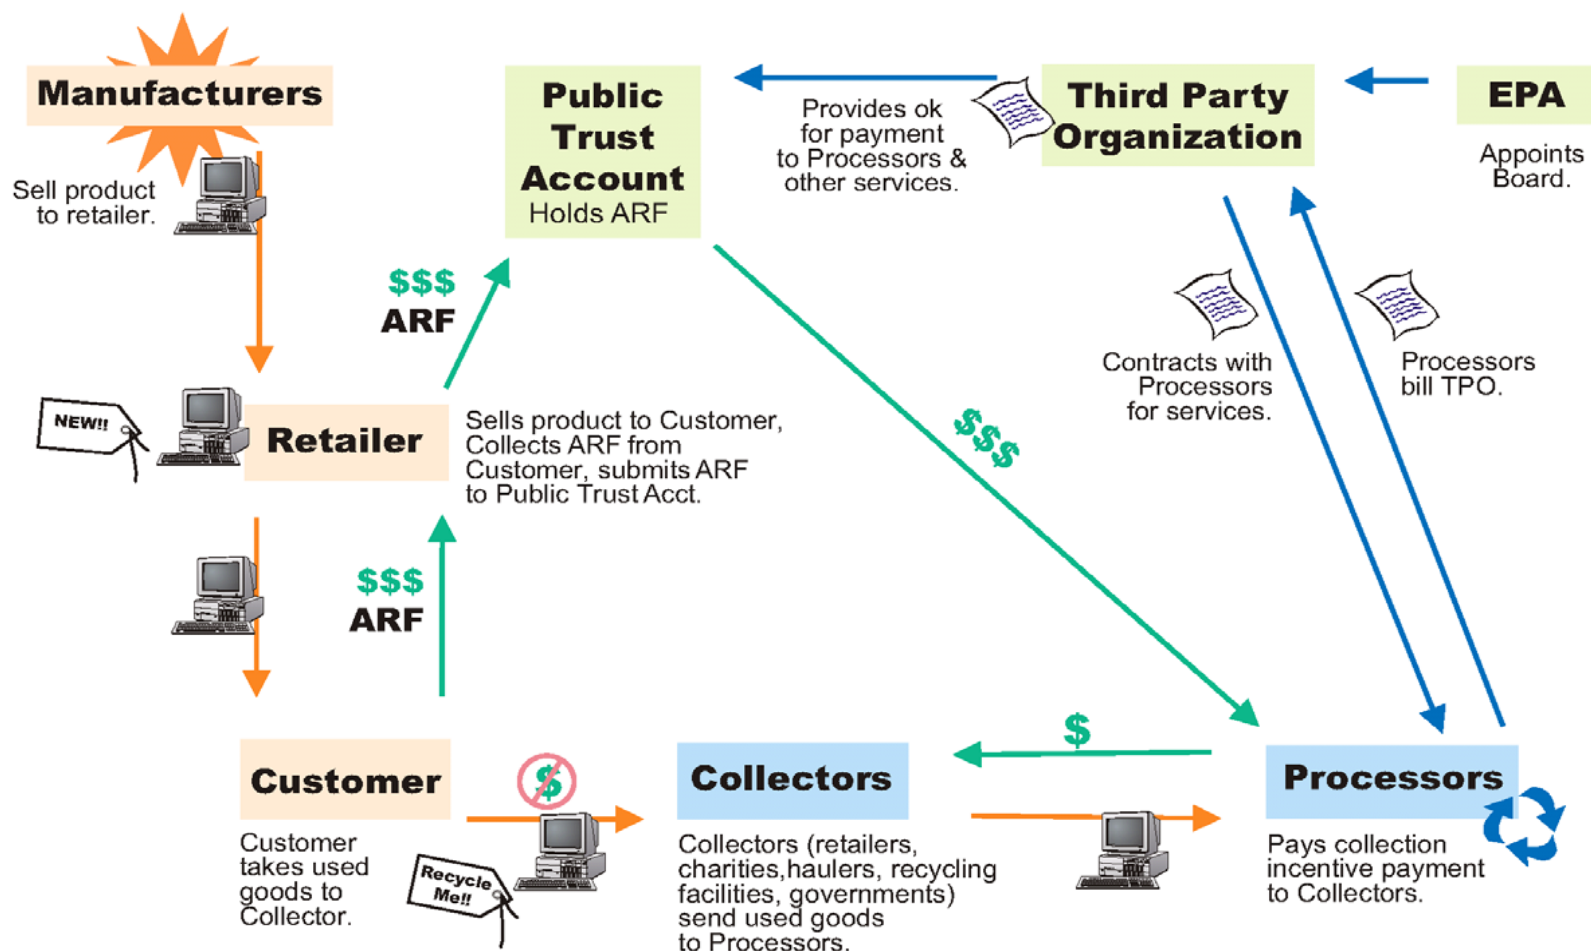 Manufacturers
Sell product
to retailer.
Public
Trust
Account
Holds ARF
Provides ok
for payment
to Processors &
other services.
Third Party
Organization
EPA
Appoints
Board.
$$$
ARF
NEW!!
Retailer
Sells product to Customer,
Collects ARF from
Customer, submits ARF
to Public Trust Acct.
$$$
Contracts with
Processors
for services.
Processors
bill TPO.
$$$
ARF
Customer
Customer
takes used
goods to
Collector.
$
Recycle
Me!!
Collectors
Collectors (retailers,
charities,haulers, recycling
facilities, governments)
send used goods
to Processors.
$
Processors
Pays collection
incentive payment
to Collectors.